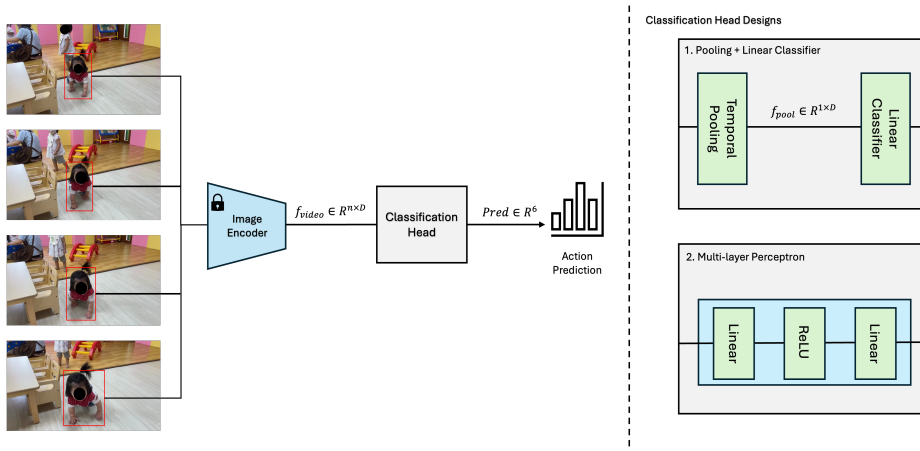 Image
Encoder
f_video ∈ R^{n×D}
Classification
Head
Pred ∈ R^6
Action
Prediction
Classification Head Designs
1. Pooling + Linear Classifier
Temporal
Pooling
f_pool ∈ R^{1×D}
Linear
Classifier
2. Multi-layer Perceptron
Linear
ReLU
Linear